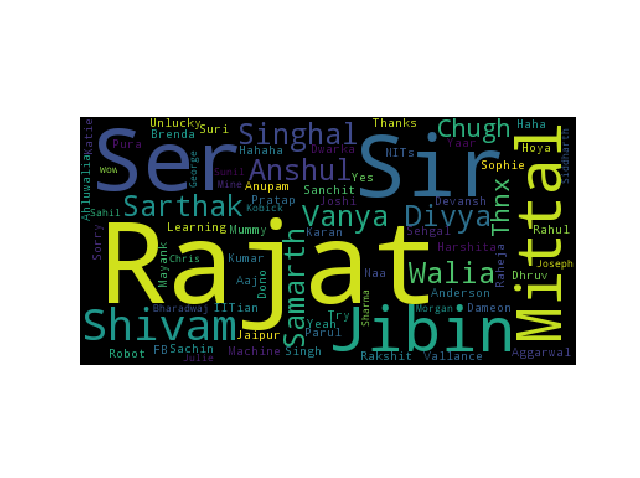 Rajat
Ser
Sir
Mittal
Jibin
Shivam
Singhal
Anshul
Sarthak
Vanya
Divya
Walia
Samarth
Chugh
Thnx
Katie
Unlucky
Suri
Brenda
Pura
Wow
George
Hahaha
Sunil
Mine
Anupam
Thanks
Dwarka
Yes
NITs
Yaar
Haha
Hoya
Sophie
Siddharth
Ahluwalia
Sahil
Sorry
Learning
Mummy
Pratap
Sanchit
Joshi
Karan
Devansh
Sehgal
Harshita
Raheja
Rahul
Joseph
Dhruv
Mayank
Chris
Kumar
Aaj
Dono
Naa
Sharma
Anderson
Bharadwaj
IITian
Jaipur
Try
Yeah
Parul
Morgan
Dameon
Robot
FB
Sachin
Julie
Machine
Singh
Rakshit
Vallance
Aggarwal